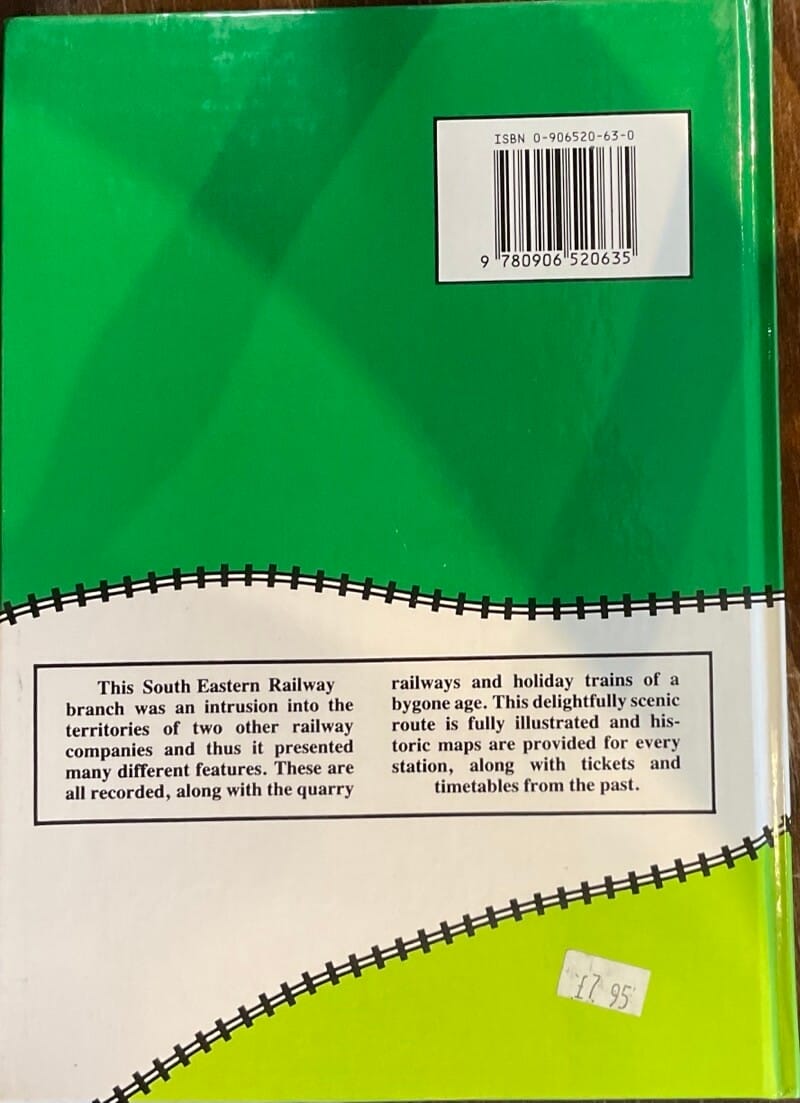 ISBN 0-906520-63-0
9 780906 520635
This South Eastern Railway
branch was an intrusion into the
territories of two other railway
companies and thus it presented
many different features. These are
all recorded, along with the quarry
railways and holiday trains of a
bygone age. This delightfully scenic
route is fully illustrated and his-
toric maps are provided for every
station, along with tickets and
timetables from the past.
£7.95